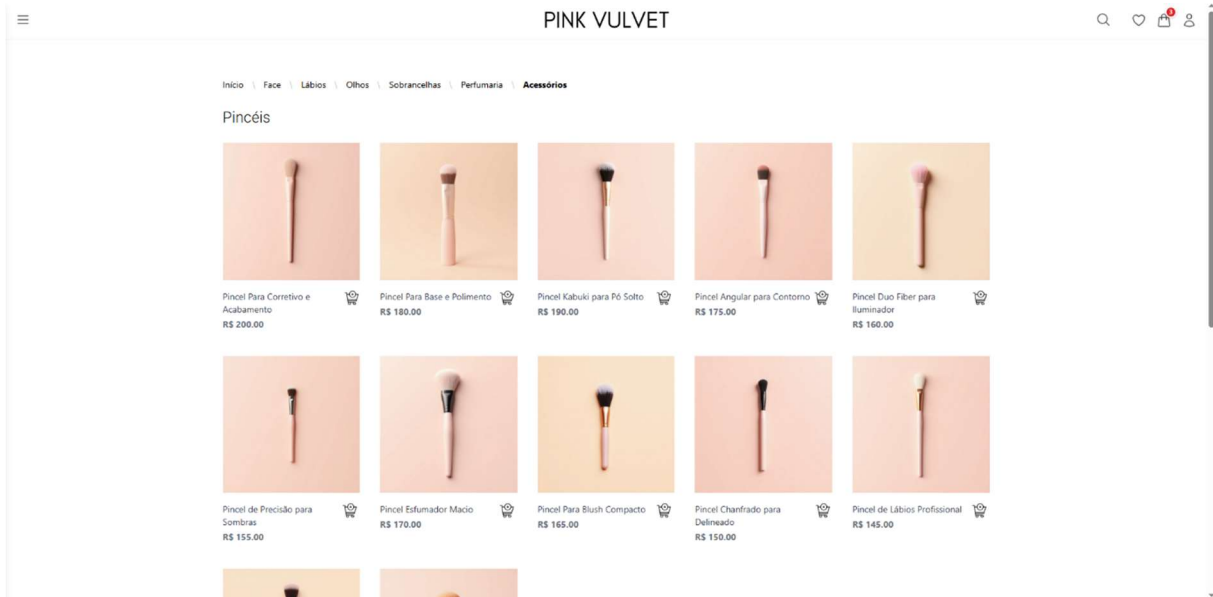 PINK VULVET
3
Início \ Face \ Lábios \ Olhos \ Sobrancelhas \ Perfumaria \ Acessórios
Pincéis
Pincel Para Corretivo e
Acabamento
R$ 200.00
Pincel Para Base e Polimento
R$ 180.00
Pincel Kabuki para Pó Solto
R$ 190.00
Pincel Angular para Contorno
R$ 175.00
Pincel Duo Fiber para
Iluminador
R$ 160.00
Pincel de Precisão para
Sombras
R$ 155.00
Pincel Esfumador Macio
R$ 170.00
Pincel Para Blush Compacto
R$ 165.00
Pincel Chanfrado para
Delineado
R$ 150.00
Pincel de Lábios Profissional
R$ 145.00